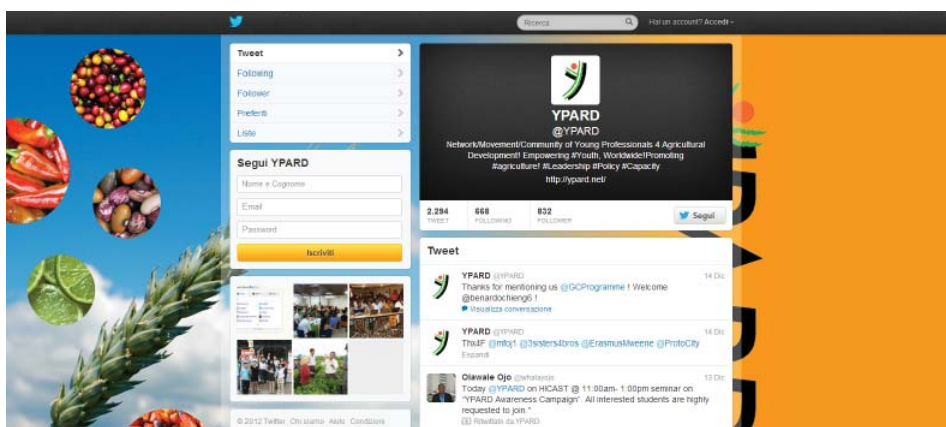 Ricerca
Hai un account? Accedi
Tweet
Following
Follower
Preferiti
Liste
Segui YPARD
Nome e Cognome
Email
Password
Iscriviti
© 2012 Twitter Chi siamo Aiuto Condizioni
YPARD
@YPARD
Network/Movement/Community of Young Professionals 4 Agricultural
Development! Empowering #Youth, Worldwide!Promoting
#agriculture! #Leadership #Policy #Capacity
http://ypard.net/
2.294 TWEET
668 FOLLOWING
832 FOLLOWER
Segui
Tweet
YPARD @YPARD 14 Dic
Thanks for mentioning us @GCProgramme ! Welcome
@benardochieng6 !
Visualizza conversazione
YPARD @YPARD 14 Dic
Thx4F @mfoj1 @3sisters4bros @ErasmusMweene @ProtoCity
Espandi
Olawale Ojo @whalayojo 13 Dic
Today @YPARD on HICAST @ 11:00am- 1:00pm seminar on
"YPARD Awareness Campaign". All interested students are highly
requested to join."
Ritwittato da YPARD